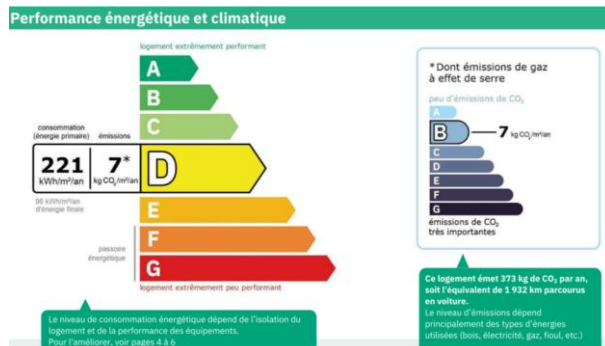 Performance énergétique et climatique
logement extrêmement performant
A
B
C
consommation
(énergie primaire)
émissions
221
kWh/m²/an
7*
kg CO₂/m²/an
D
96 kWh/m²/an
d'énergie finale
E
F
passoire
énergétique
G
logement extrêmement peu performant
Le niveau de consommation énergétique dépend de l'isolation du
logement et de la performance des équipements.
Pour l'améliorer, voir pages 4 à 6
*Dont émissions de gaz
à effet de serre
peu d'émissions de CO₂
A
B
7 kg CO₂/m²/an
C
D
E
F
G
émissions de CO₂
très importantes
Ce logement émet 373 kg de CO₂ par an,
soit l'équivalent de 1 932 km parcourus
en voiture.
Le niveau d'émissions dépend
principalement des types d'énergies
utilisées (bois, électricité, gaz, fioul, etc.)